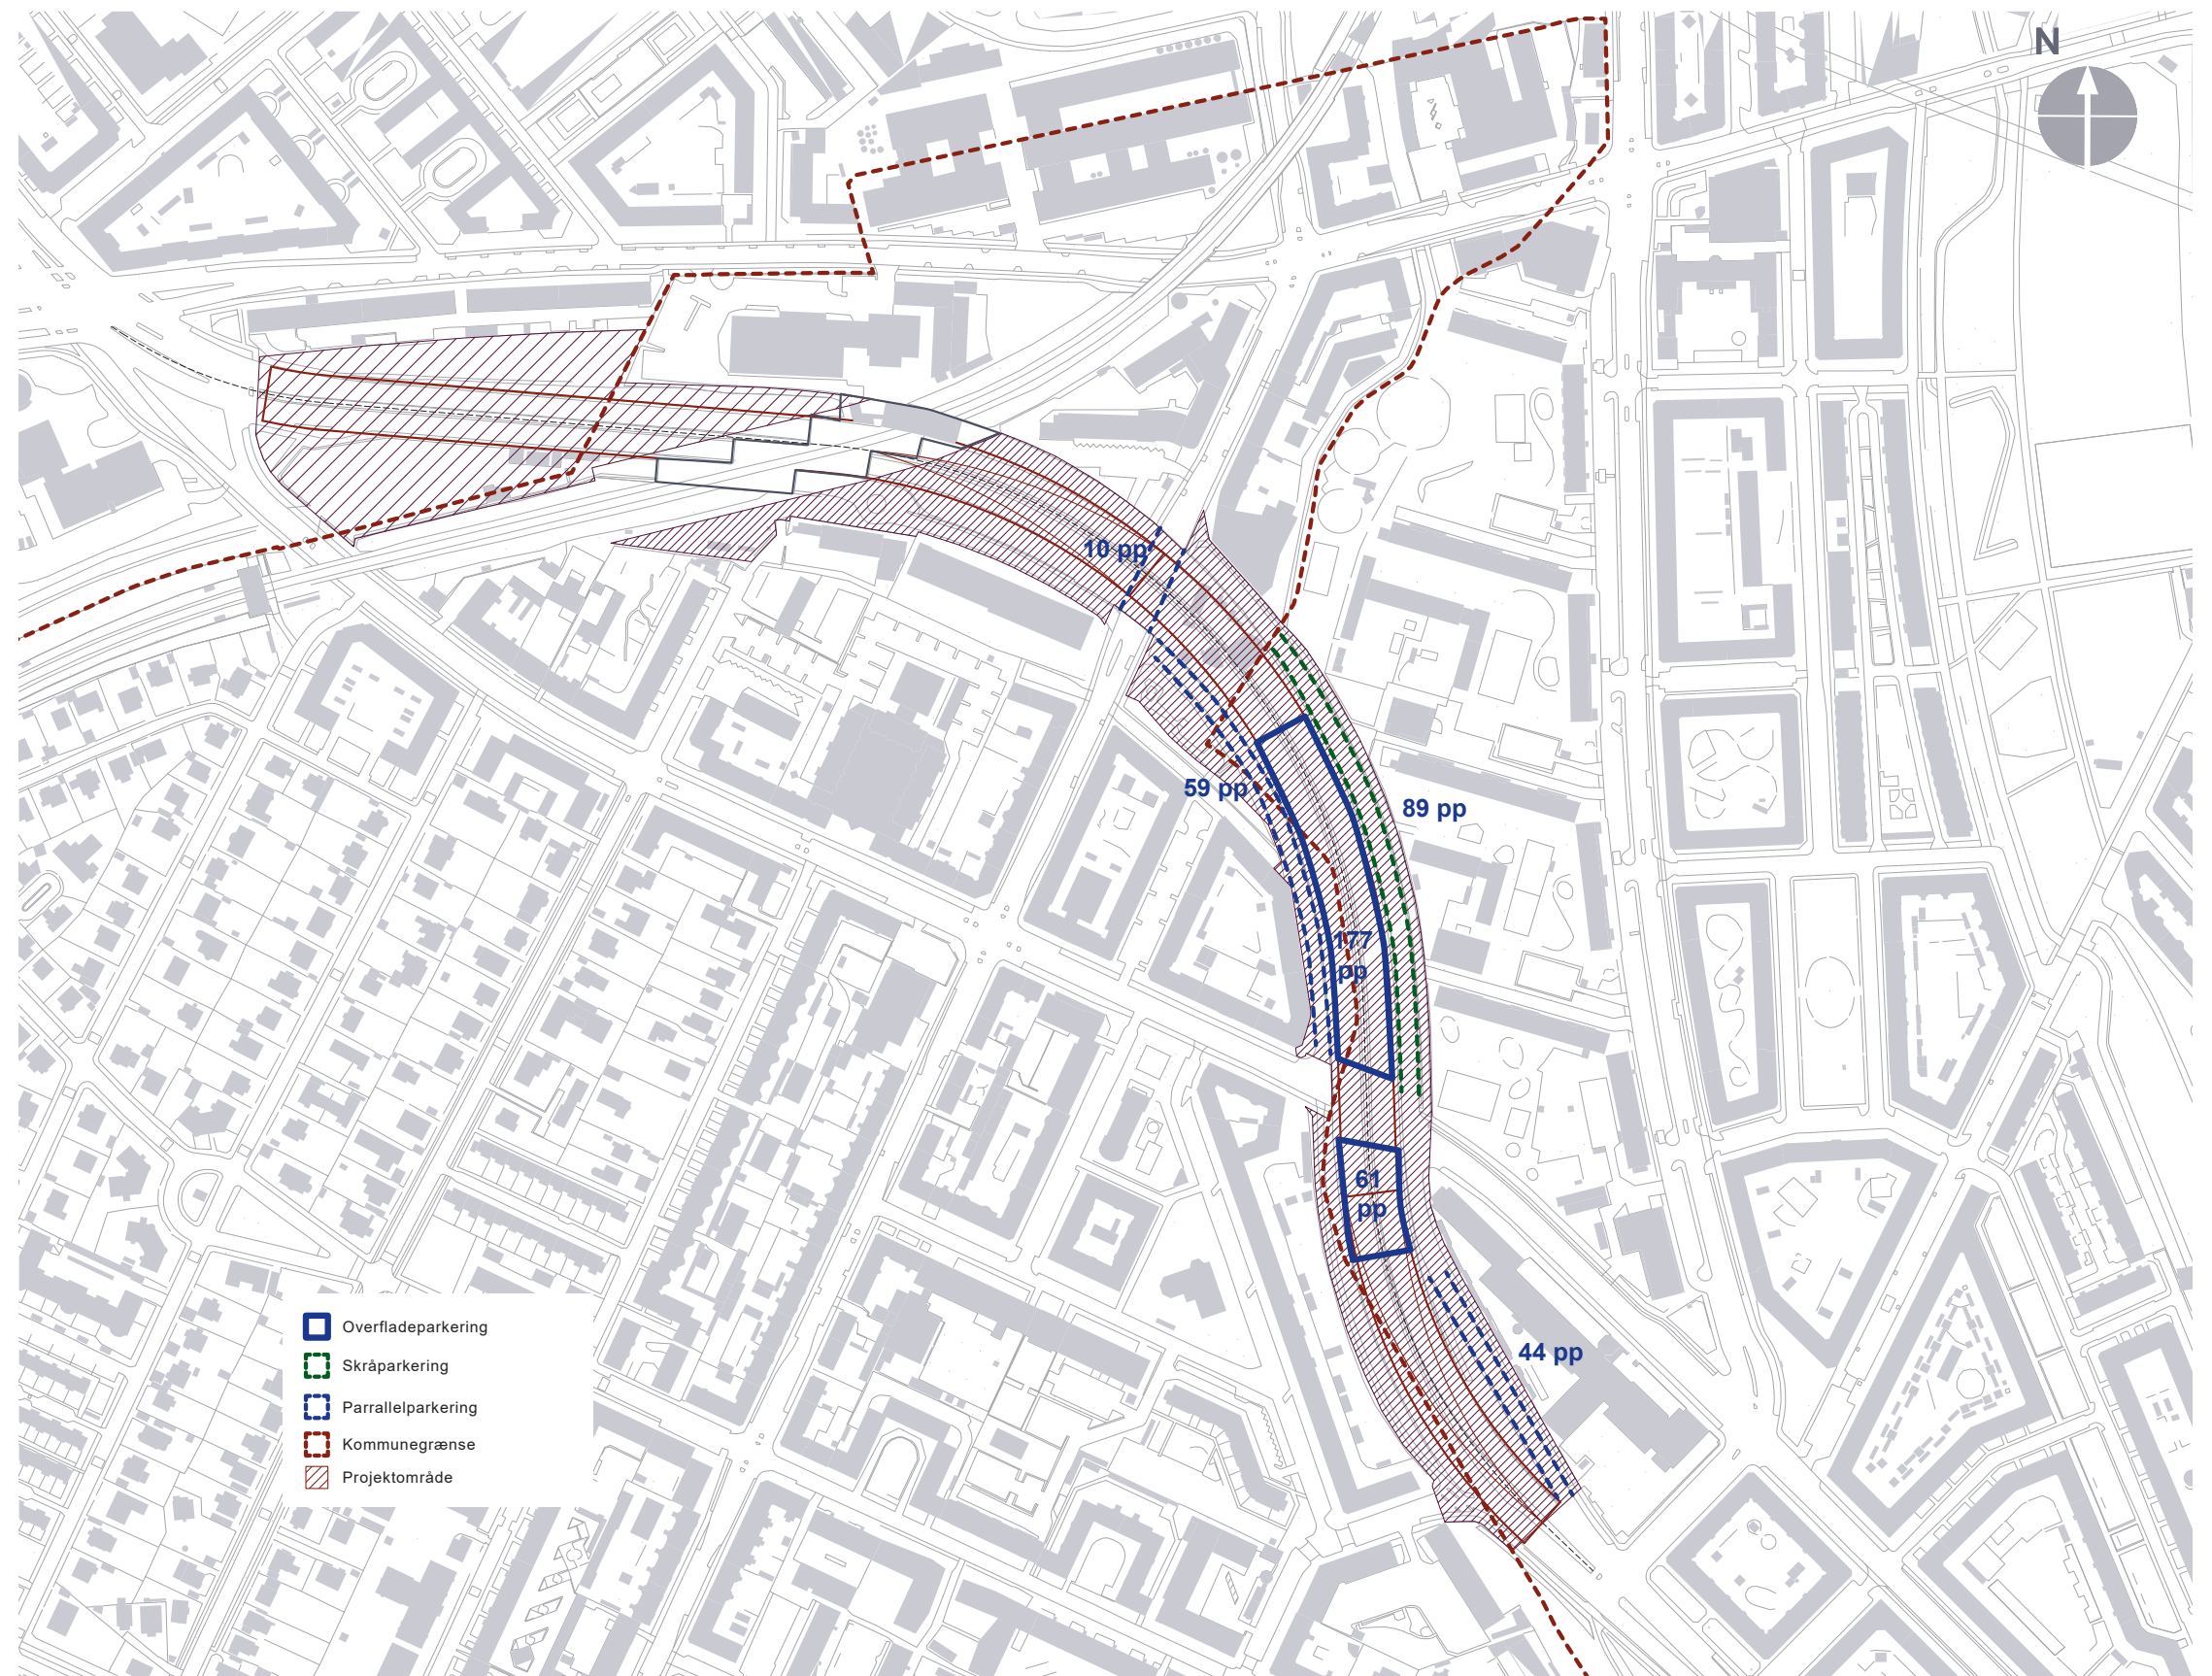 N
10 pp
59 pp
89 pp
177
pp
61
pp
44 pp
Overfladeparkering
Skråparkering
Parrallelparkering
Kommunegrænse
Projektområde